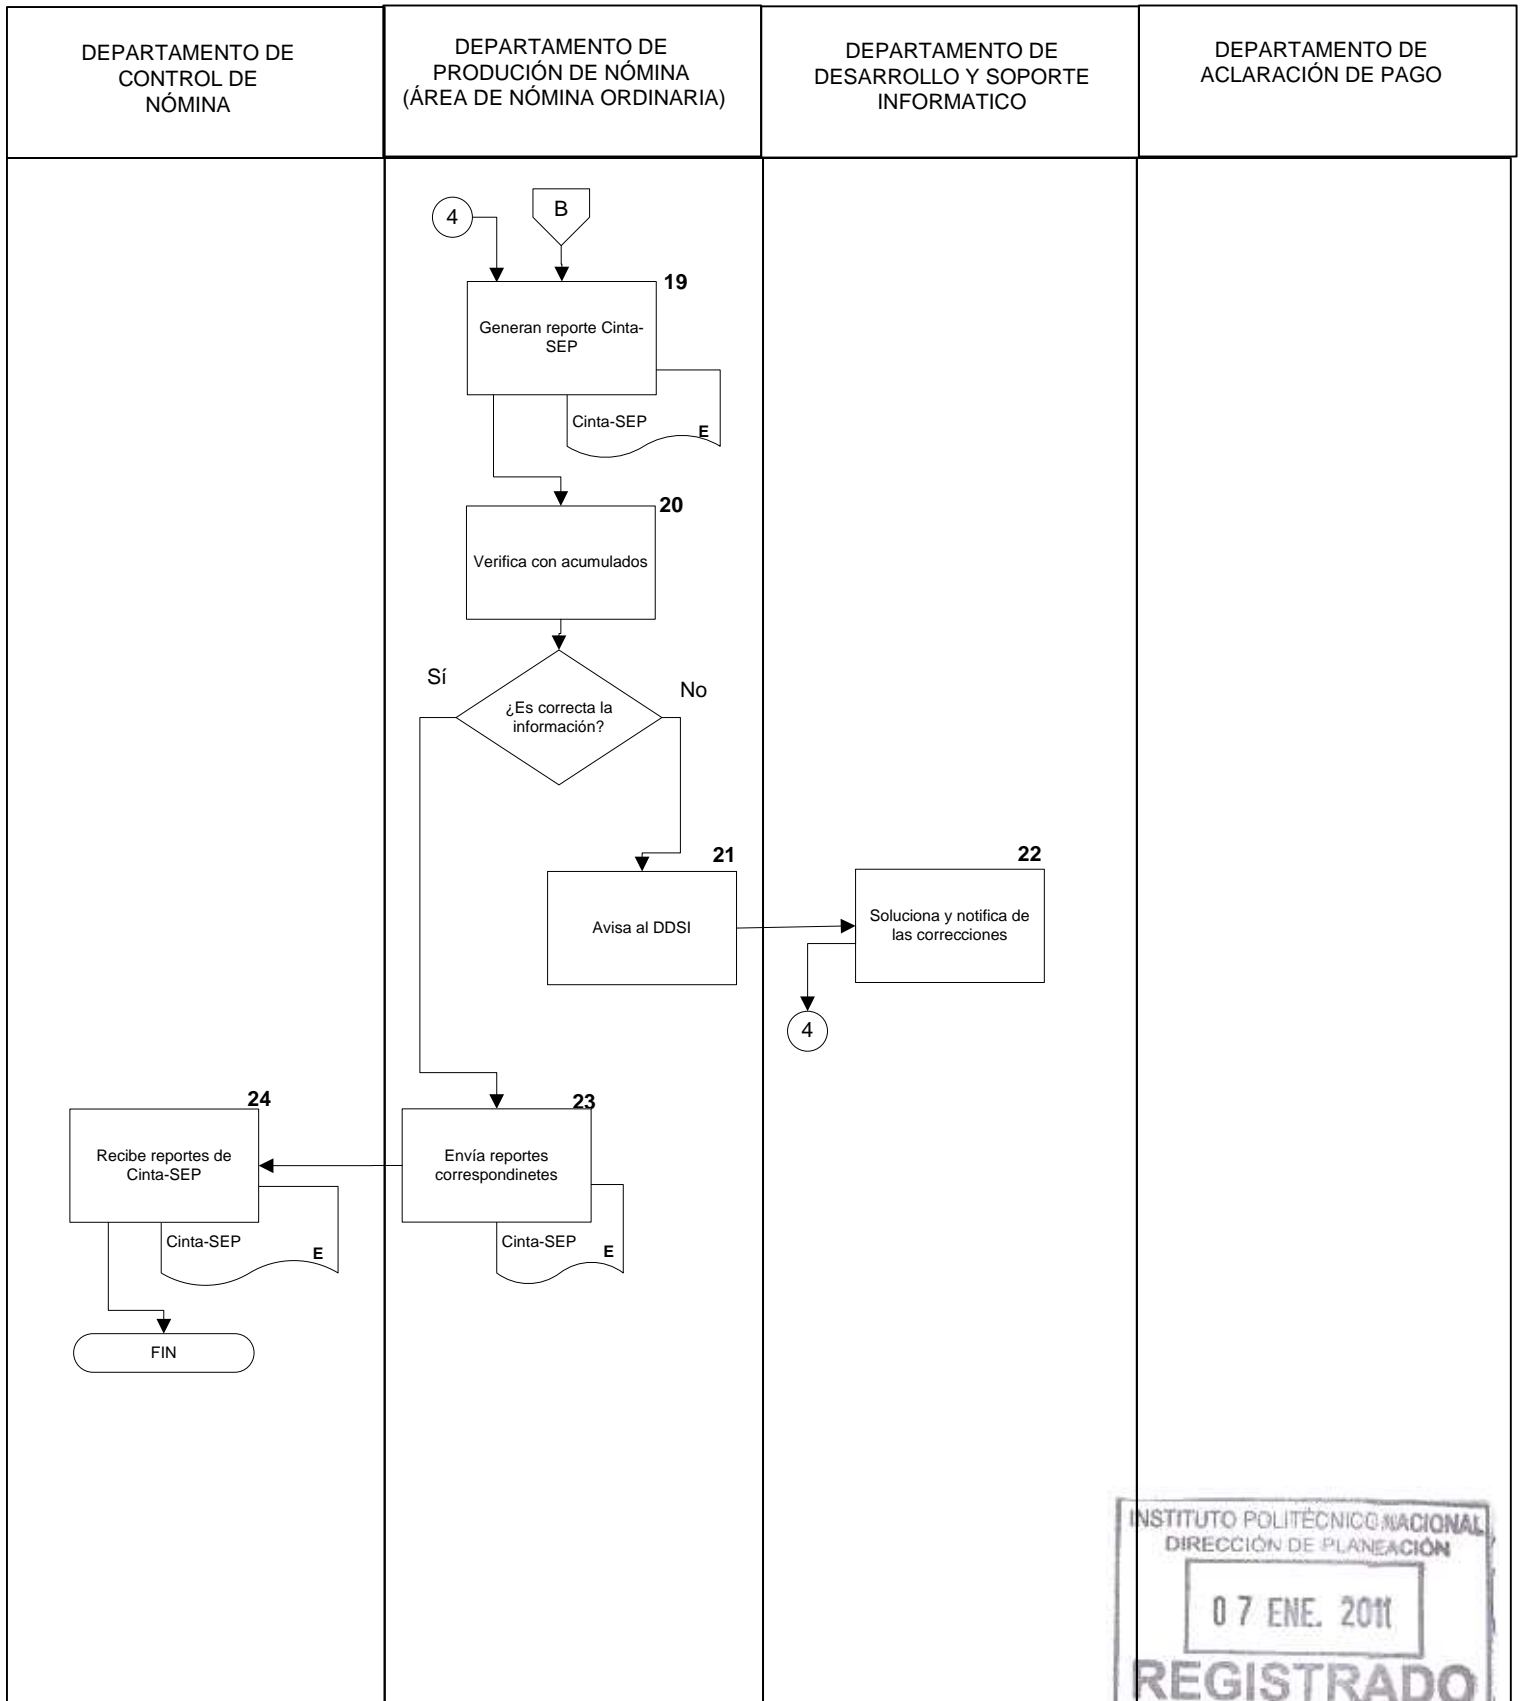 DEPARTAMENTO DE
CONTROL DE
NÓMINA
DEPARTAMENTO DE
PRODUCIÓN DE NÓMINA
(ÁREA DE NÓMINA ORDINARIA)
DEPARTAMENTO DE
DESARROLLO Y SOPORTE
INFORMATICO
DEPARTAMENTO DE
ACLARACIÓN DE PAGO
4
B
19
Generan reporte Cinta-
SEP
Cinta-SEP
E
20
Verifica con acumulados
Sí
No
¿Es correcta la
información?
21
Avisa al DDSI
22
Soluciona y notifica de
las correcciones
4
24
Recibe reportes de
Cinta-SEP
Cinta-SEP
E
23
Envía reportes
correspondinetes
Cinta-SEP
E
FIN
INSTITUTO POLITÉCNICO NACIONAL
DIRECCIÓN DE PLANEACIÓN
07 ENE. 2011
REGISTRADO